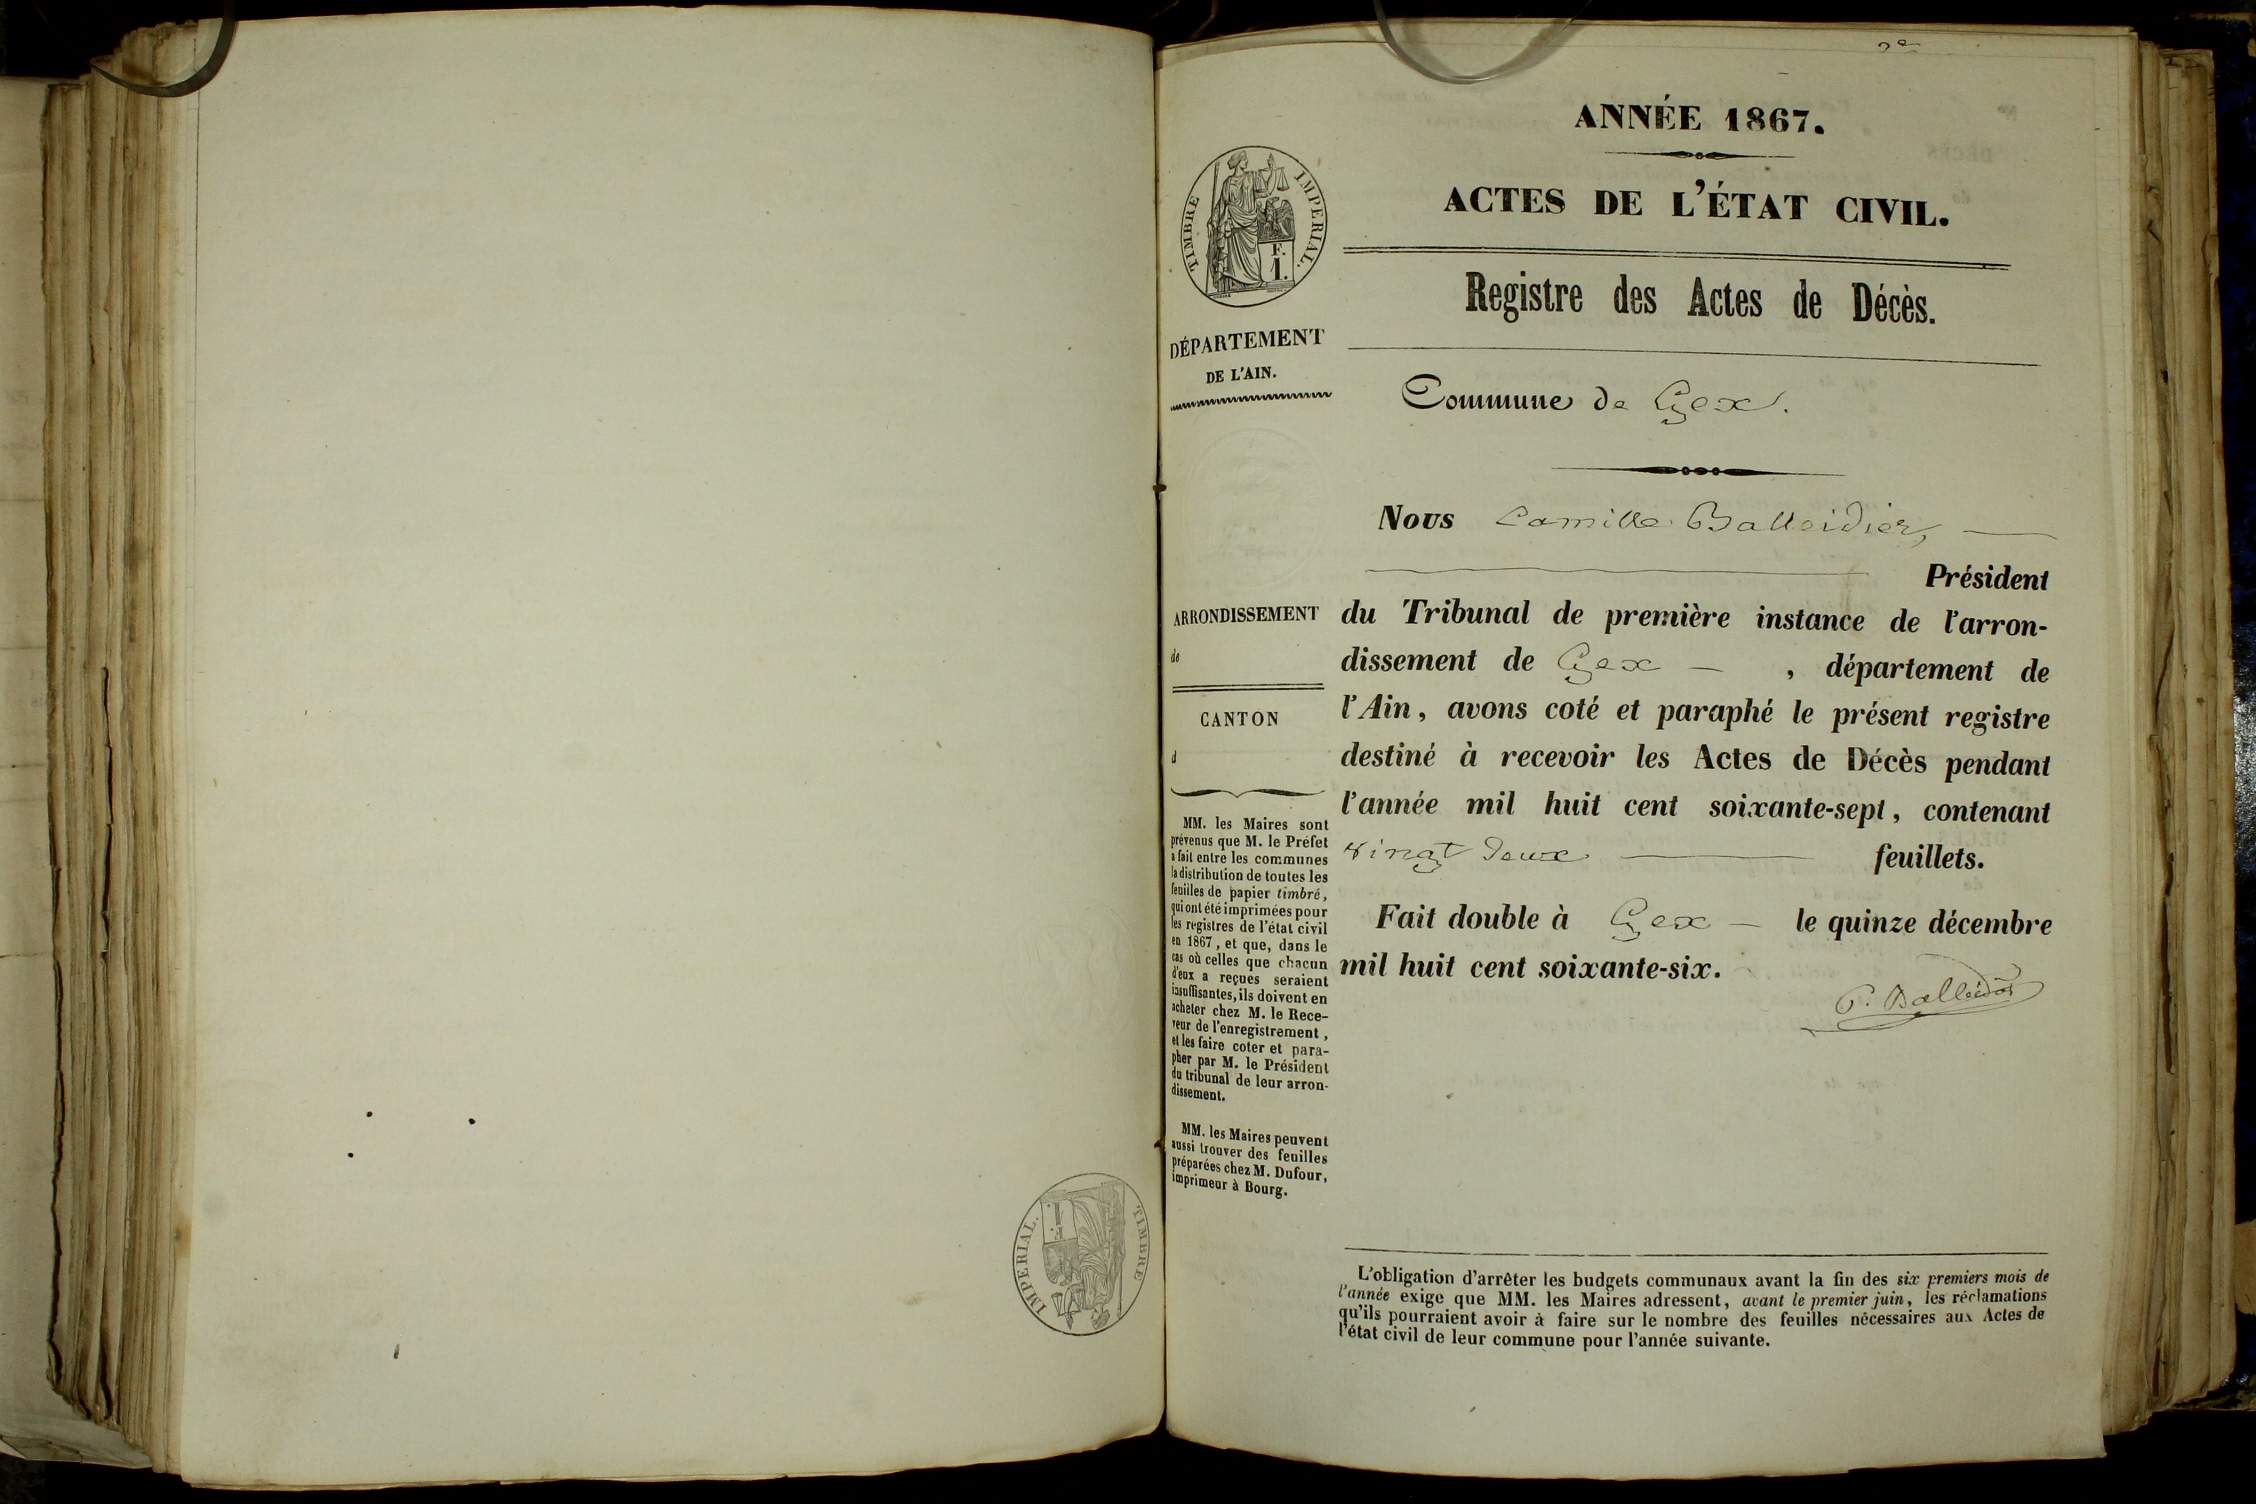 IMPERIAL.
TIMBRE
F.
1.
2e
ANNÉE 1867.
ACTES DE L'ÉTAT CIVIL.
Registre des Actes de Décès.
TIMBRE IMPERIAL.
F.
1.
DÉPARTEMENT
DE L'AIN.
ARRONDISSEMENT
de
CANTON
d
MM. les Maires sont
prévenus que M. le Préfet
a fait entre les communes
la distribution de toutes les
feuilles de papier timbré,
qui ont été imprimées pour
les registres de l'état civil
en 1867, et que, dans le
cas où celles que chacun
d'eux a reçues seraient
insuffisantes, ils doivent en
acheter chez M. le Rece-
veur de l'enregistrement,
et les faire coter et para-
pher par M. le Président
du tribunal de leur arron-
dissement.
MM. les Maires peuvent
aussi trouver des feuilles
préparées chez M. Dufour,
imprimeur à Bourg.
Commune de Gex.
Nous Camille Balleidier,
Président
du Tribunal de première instance de l'arron-
dissement de Gex , département de
l'Ain, avons coté et paraphé le présent registre
destiné à recevoir les Actes de Décès pendant
l'année mil huit cent soixante-sept, contenant
vingt deux feuillets.
Fait double à Gex le quinze décembre
mil huit cent soixante-six.
L'obligation d'arrêter les budgets communaux avant la fin des six premiers mois de
l'année exige que MM. les Maires adressent, avant le premier juin, les réclamations
qu'ils pourraient avoir à faire sur le nombre des feuilles nécessaires aux Actes de
l'état civil de leur commune pour l'année suivante.